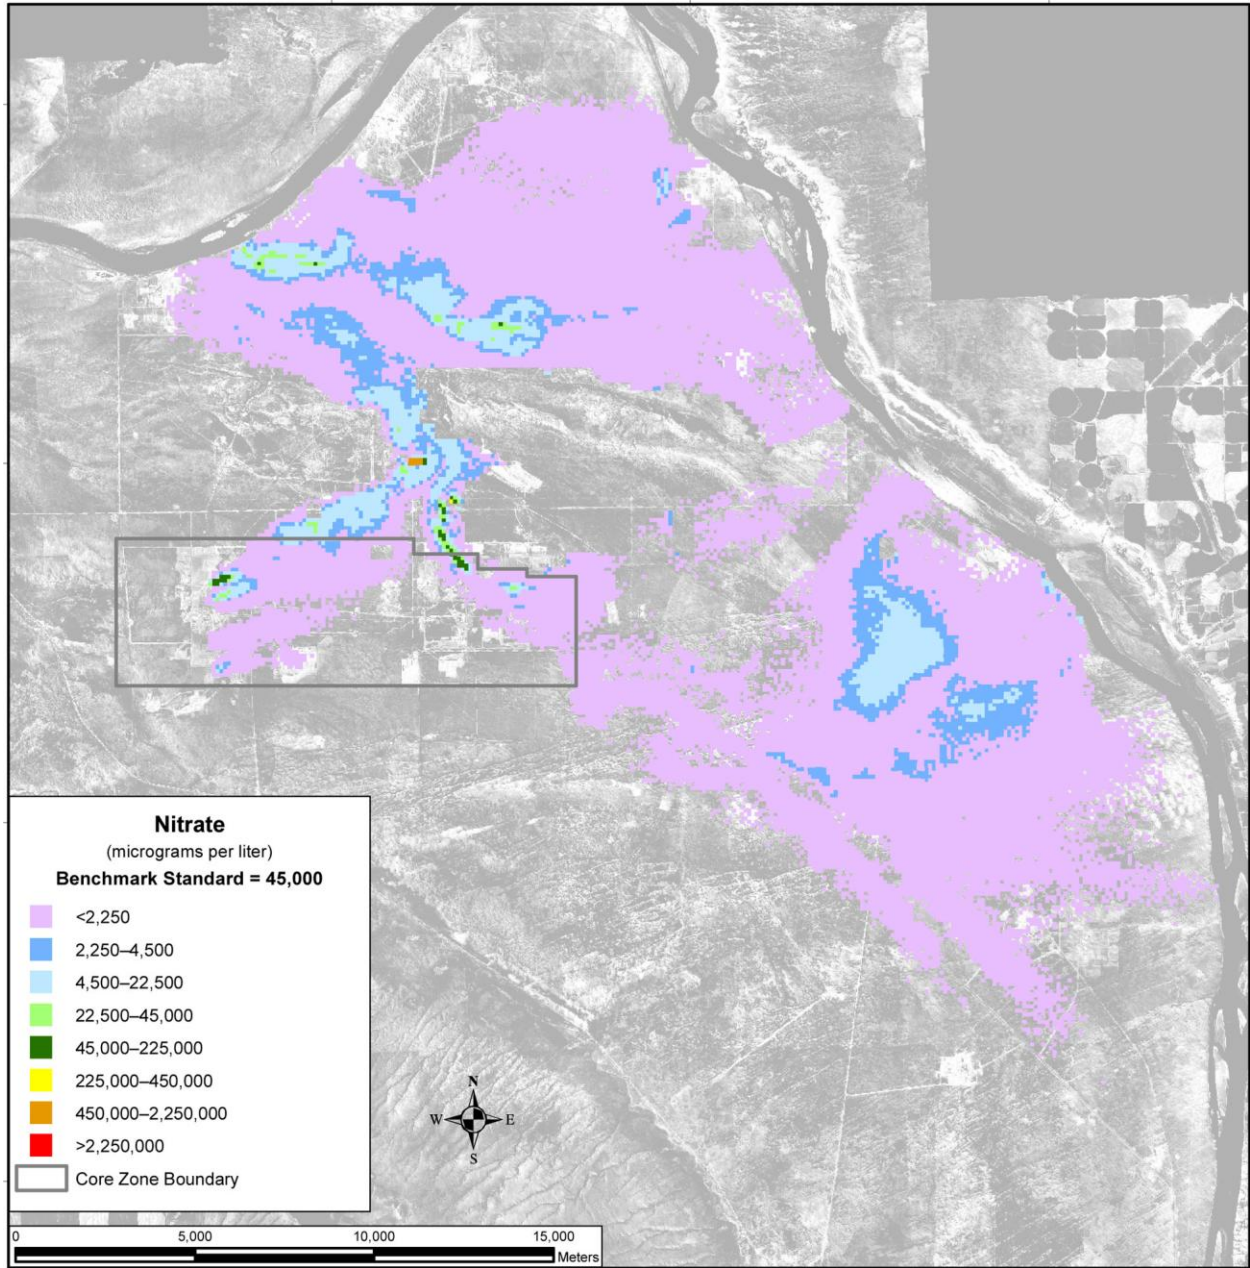 Nitrate
(micrograms per liter)
Benchmark Standard = 45,000
<2,250
2,250–4,500
4,500–22,500
22,500–45,000
45,000–225,000
225,000–450,000
450,000–2,250,000
>2,250,000
Core Zone Boundary
N
W E
S
0 5,000 10,000 15,000
Meters